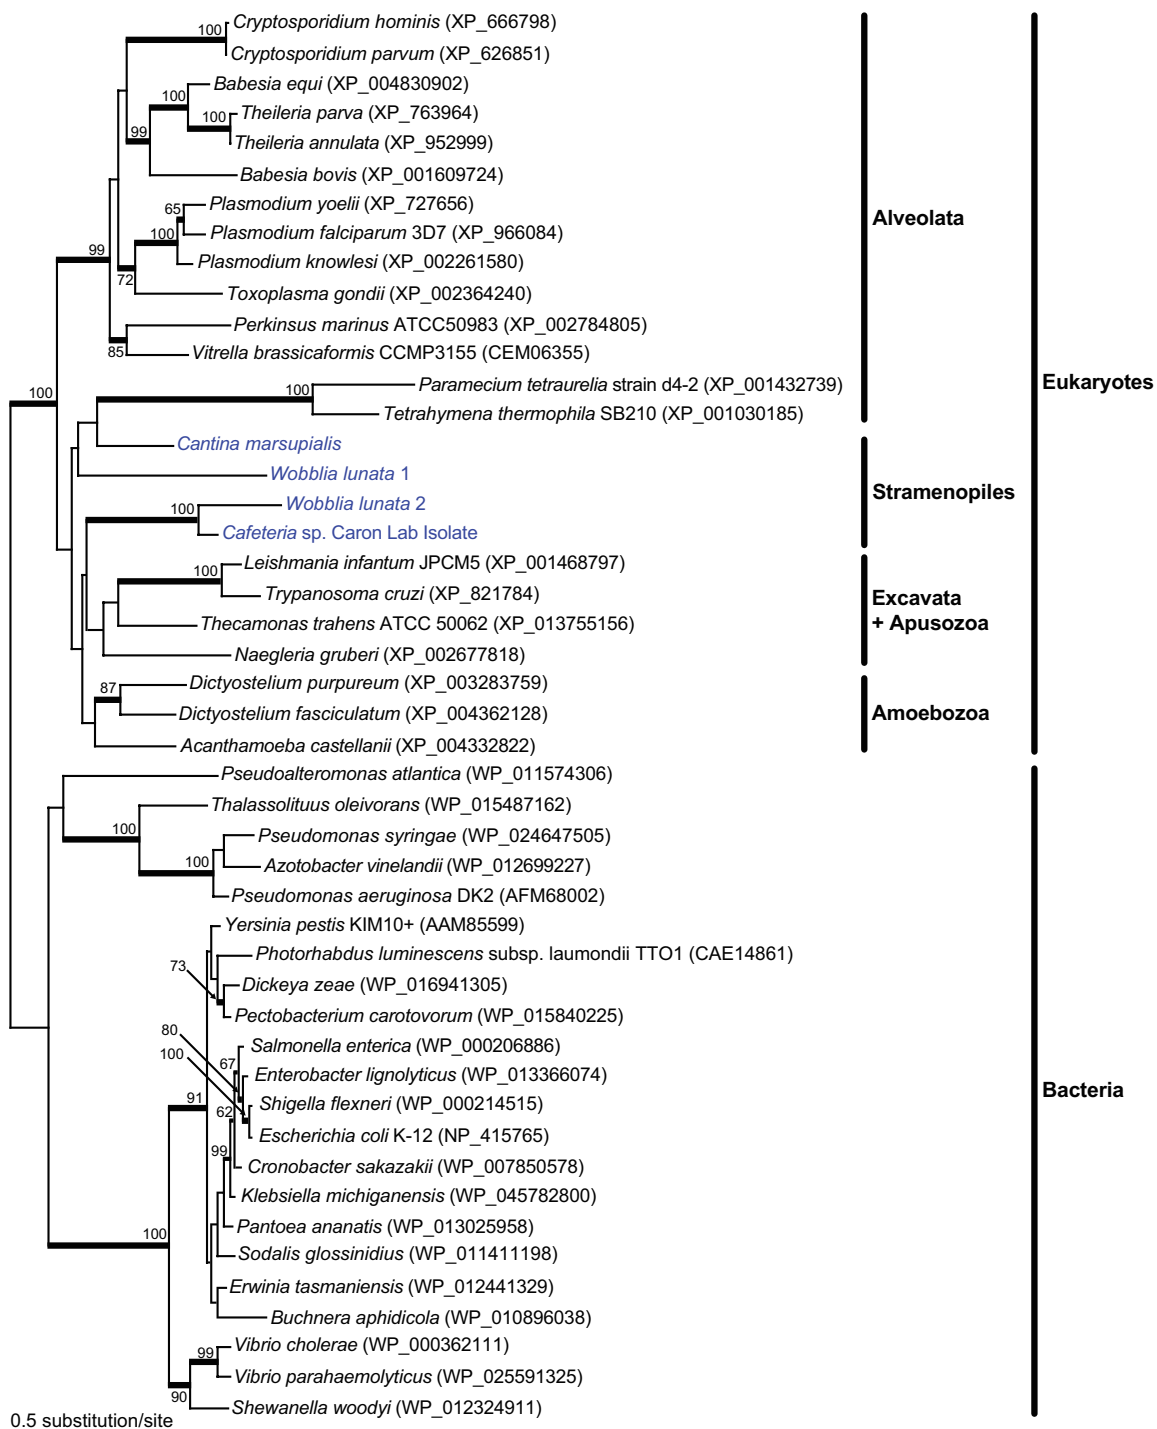 100
Cryptosporidium hominis (XP_666798)
Cryptosporidium parvum (XP_626851)
Babesia equi (XP_004830902)
100
Theileria parva (XP_763964)
100
99
Theileria annulata (XP_952999)
Babesia bovis (XP_001609724)
Plasmodium yoelii (XP_727656)
65
Plasmodium falciparum 3D7 (XP_966084)
100
Plasmodium knowlesi (XP_002261580)
99
72
Toxoplasma gondii (XP_002364240)
Perkinsus marinus ATCC50983 (XP_002784805)
85
Vitrella brassicaformis CCMP3155 (CEM06355)
Paramecium tetraurelia strain d4-2 (XP_001432739)
100
100
Tetrahymena thermophila SB210 (XP_001030185)
Cantina marsupialis
Wobblia lunata 1
Wobblia lunata 2
100
Cafeteria sp. Caron Lab Isolate
Leishmania infantum JPCM5 (XP_001468797)
100
Trypanosoma cruzi (XP_821784)
Thecamonas trahens ATCC 50062 (XP_013755156)
Naegleria gruberi (XP_002677818)
Dictyostelium purpureum (XP_003283759)
87
Dictyostelium fasciculatum (XP_004362128)
Acanthamoeba castellanii (XP_004332822)
Pseudoalteromonas atlantica (WP_011574306)
Thalassolituus oleivorans (WP_015487162)
100
Pseudomonas syringae (WP_024647505)
100
Azotobacter vinelandii (WP_012699227)
Pseudomonas aeruginosa DK2 (AFM68002)
Yersinia pestis KIM10+ (AAM85599)
Photorhabdus luminescens subsp. laumondii TTO1 (CAE14861)
73
Dickeya zeae (WP_016941305)
Pectobacterium carotovorum (WP_015840225)
80
Salmonella enterica (WP_000206886)
100
67
Enterobacter lignolyticus (WP_013366074)
91
62
Shigella flexneri (WP_000214515)
Escherichia coli K-12 (NP_415765)
99
Cronobacter sakazakii (WP_007850578)
Klebsiella michiganensis (WP_045782800)
Pantoea ananatis (WP_013025958)
100
Sodalis glossinidius (WP_011411198)
Erwinia tasmaniensis (WP_012441329)
Buchnera aphidicola (WP_010896038)
Vibrio cholerae (WP_000362111)
99
Vibrio parahaemolyticus (WP_025591325)
90
Shewanella woodyi (WP_012324911)
0.5 substitution/site
Alveolata
Stramenopiles
Excavata
+ Apusozoa
Amoebozoa
Eukaryotes
Bacteria